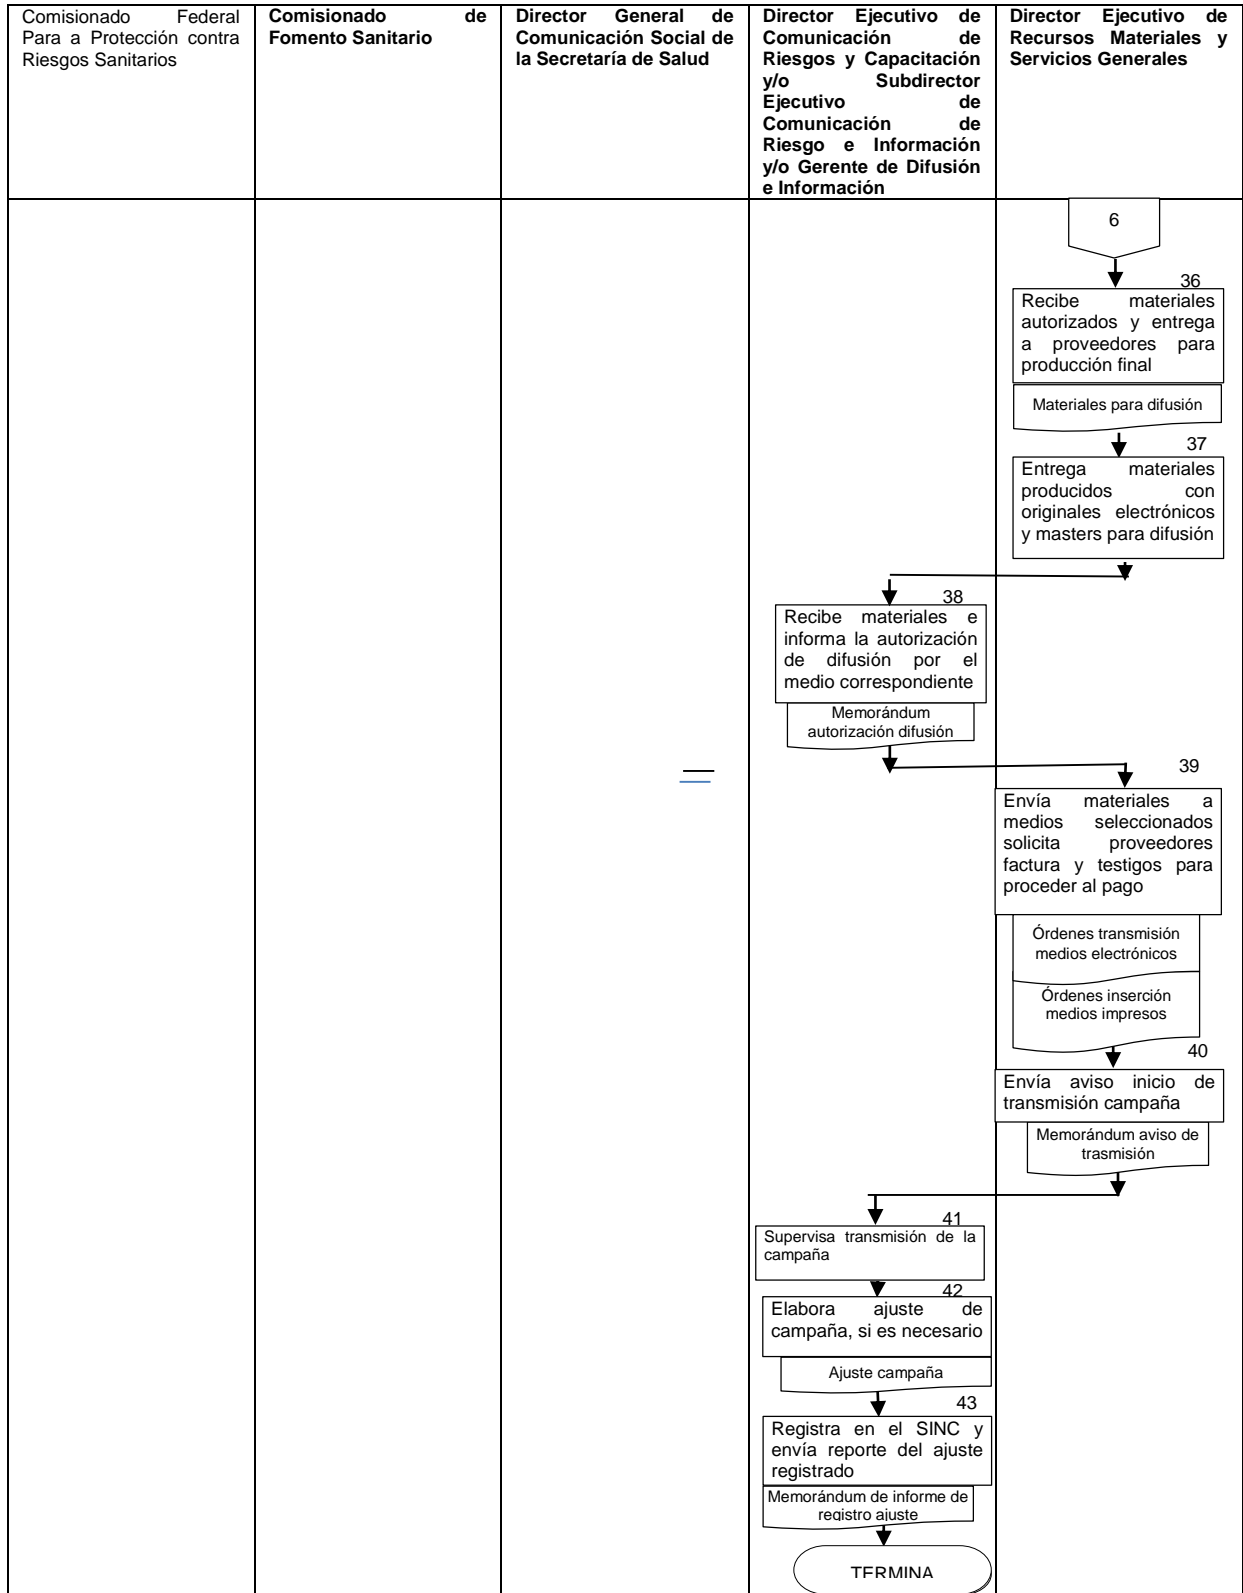 Comisionado Federal
Para a Protección contra
Riesgos Sanitarios
Comisionado de
Fomento Sanitario
Director General de
Comunicación Social de
la Secretaría de Salud
Director Ejecutivo de
Comunicación de
Riesgos y Capacitación
y/o Subdirector
Ejecutivo de
Comunicación de
Riesgo e Información
y/o Gerente de Difusión
e Información
Director Ejecutivo de
Recursos Materiales y
Servicios Generales
6
36
Recibe materiales
autorizados y entrega
a proveedores para
producción final
Materiales para difusión
37
Entrega materiales
producidos con
originales electrónicos
y masters para difusión
38
Recibe materiales e
informa la autorización
de difusión por el
medio correspondiente
Memorándum
autorización difusión
39
Envía materiales a
medios seleccionados
solicita proveedores
factura y testigos para
proceder al pago
Órdenes transmisión
medios electrónicos
Órdenes inserción
medios impresos
40
Envía aviso inicio de
transmisión campaña
Memorándum aviso de
trasmisión
41
Supervisa transmisión de la
campaña
42
Elabora ajuste de
campaña, si es necesario
Ajuste campaña
43
Registra en el SINC y
envía reporte del ajuste
registrado
Memorándum de informe de
registro ajuste
TERMINA